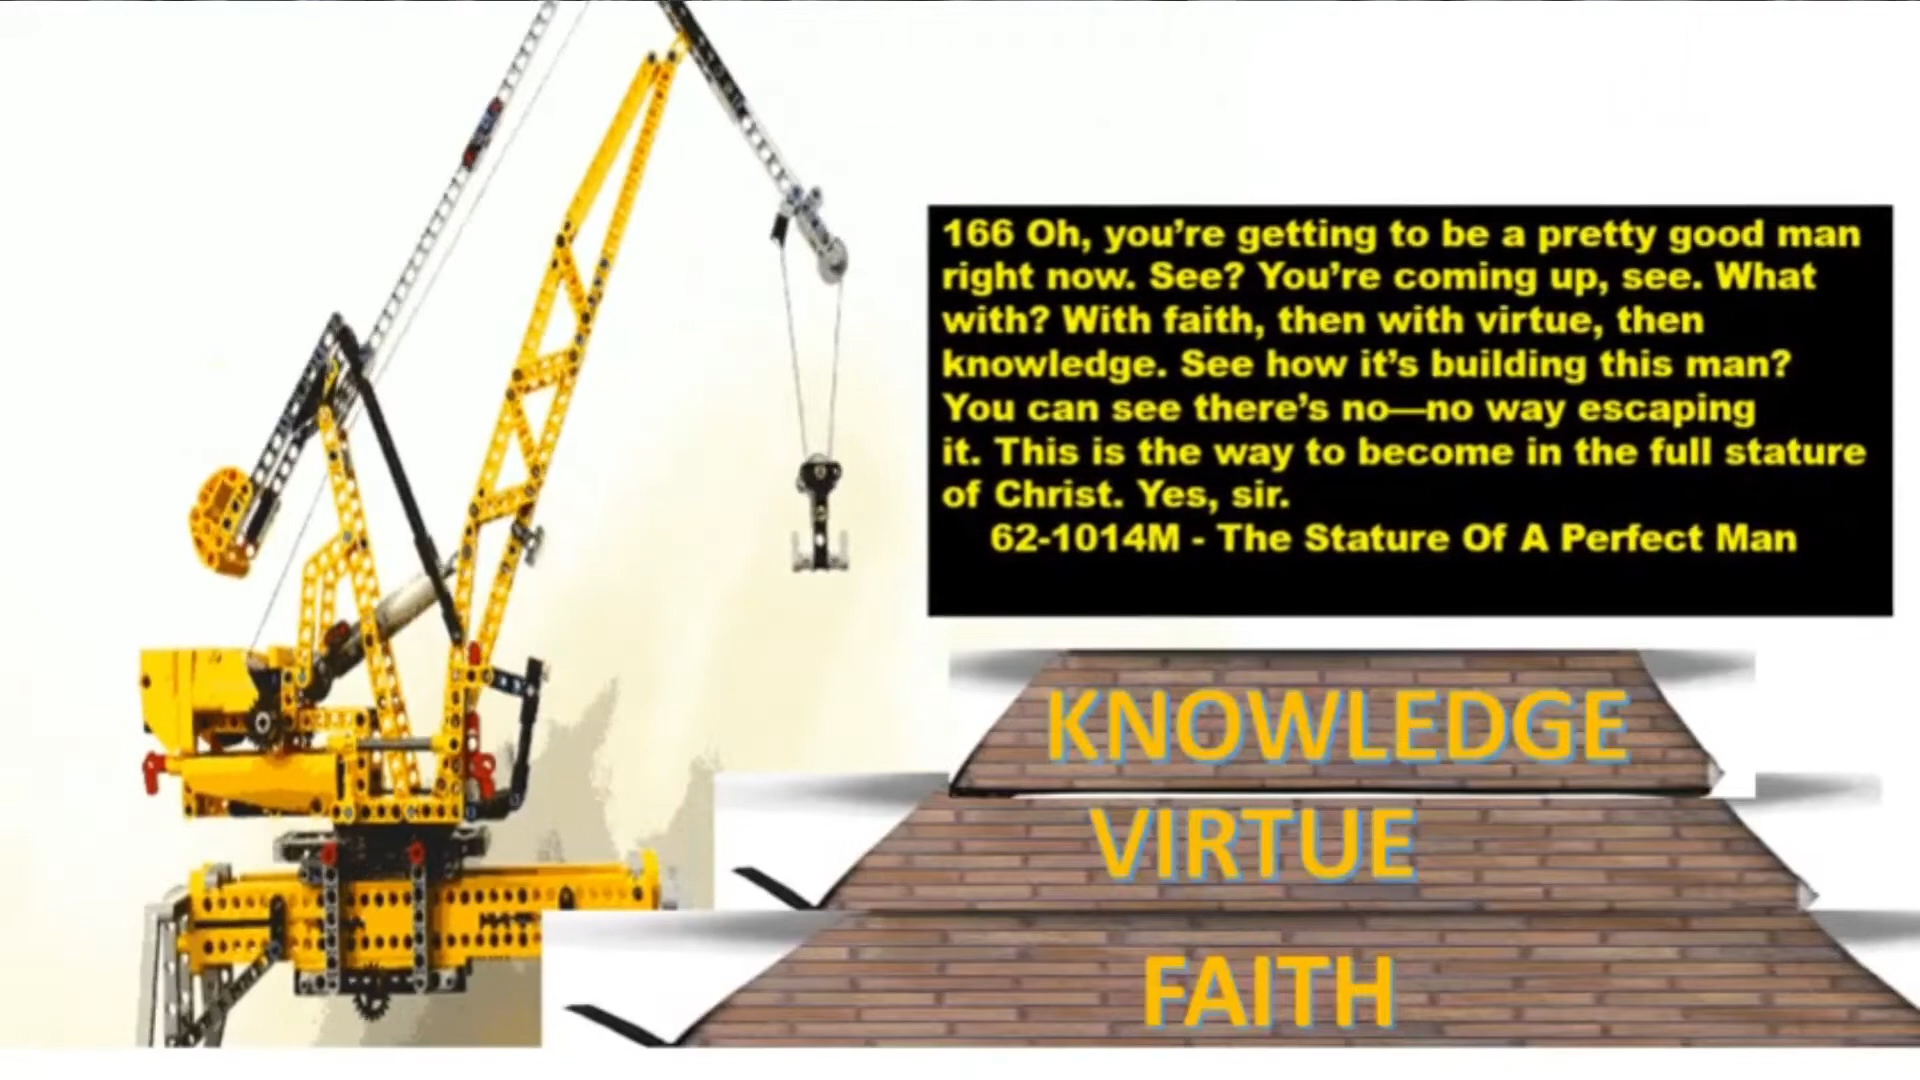 166 Oh, you’re getting to be a pretty good man
right now. See? You’re coming up, see. What
with? With faith, then with virtue, then
knowledge. See how it’s building this man?
You can see there’s no—no way escaping
it. This is the way to become in the full stature
of Christ. Yes, sir.
62-1014M - The Stature Of A Perfect Man
KNOWLEDGE
VIRTUE
FAITH